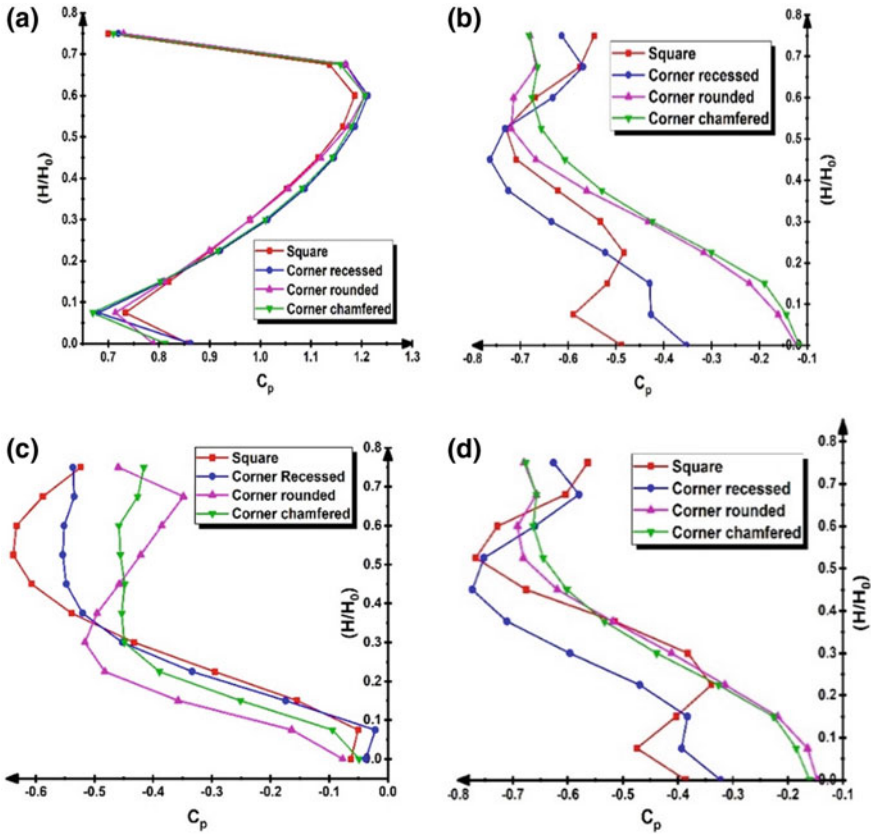 (a)
(H/H0)
0.8
0.7
0.6
0.5
0.4
0.3
0.2
0.1
0.0
Square
Corner recessed
Corner rounded
Corner chamfered
0.7 0.8 0.9 1.0 1.1 1.2 1.3
Cp
(b)
Square
Corner recessed
Corner rounded
Corner chamfered
0.8
0.7
0.6
0.5
0.4
0.3
0.2
0.1
0.0
(H/H0)
-0.8 -0.7 -0.6 -0.5 -0.4 -0.3 -0.2 -0.1
Cp
(c)
Square
Corner Recessed
Corner rounded
Corner chamfered
0.8
0.7
0.6
0.5
0.4
0.3
0.2
0.1
0.0
(H/H0)
-0.6 -0.5 -0.4 -0.3 -0.2 -0.1 0.0
Cp
(d)
Square
Corner recessed
Corner rounded
Corner chamfered
0.8
0.7
0.6
0.5
0.4
0.3
0.2
0.1
0.0
(H/H0)
-0.8 -0.7 -0.6 -0.5 -0.4 -0.3 -0.2 -0.1
Cp